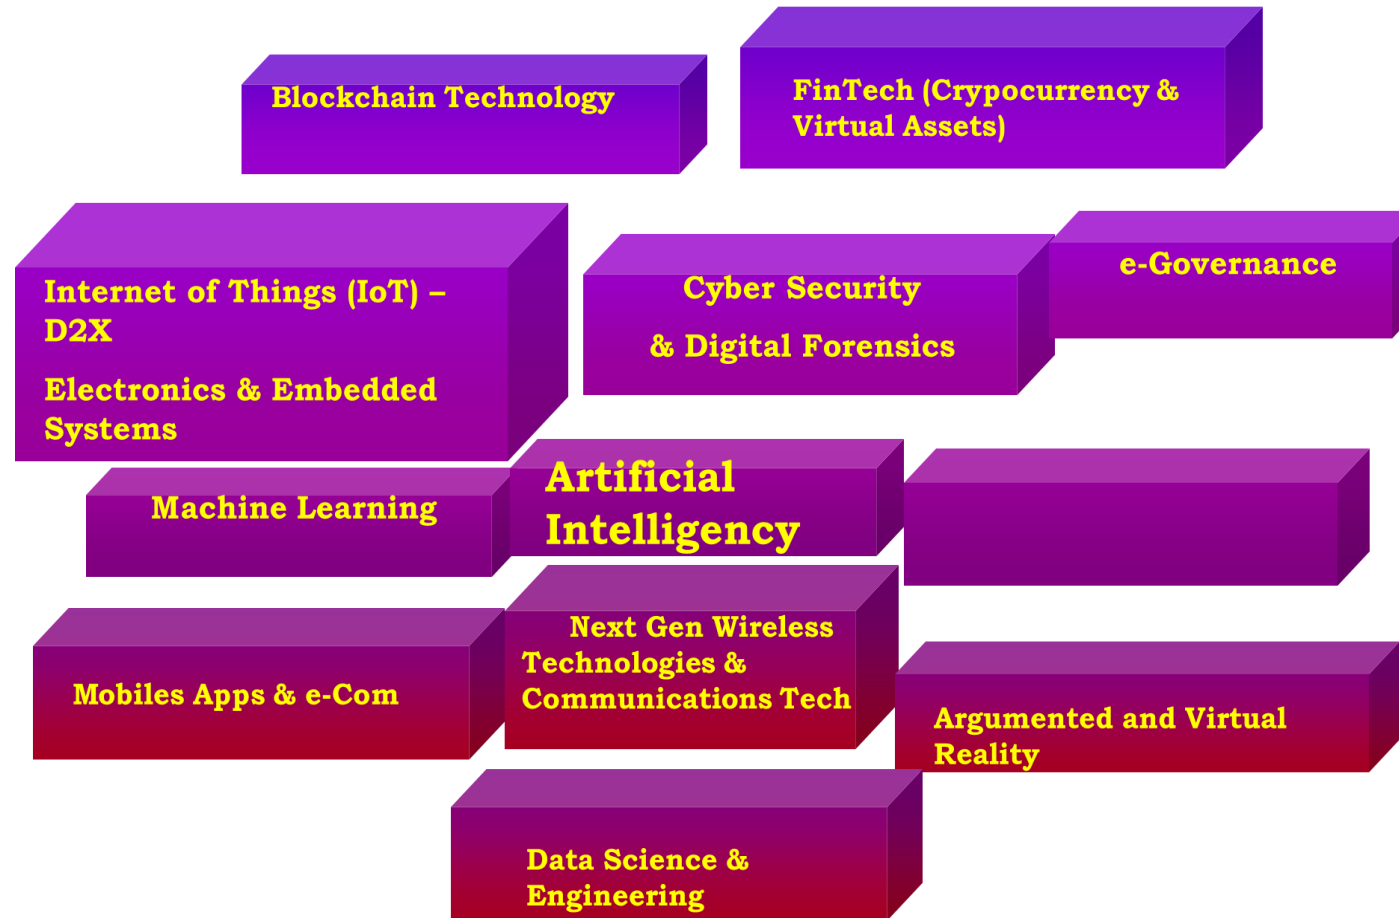 Blockchain Technology
FinTech (Crypocurrency &
Virtual Assets)
Internet of Things (IoT) –
D2X
Electronics & Embedded
Systems
Cyber Security
& Digital Forensics
e-Governance
Machine Learning
Artificial
Intelligency
Mobiles Apps & e-Com
Next Gen Wireless
Technologies &
Communications Tech
Argumented and Virtual
Reality
Data Science &
Engineering